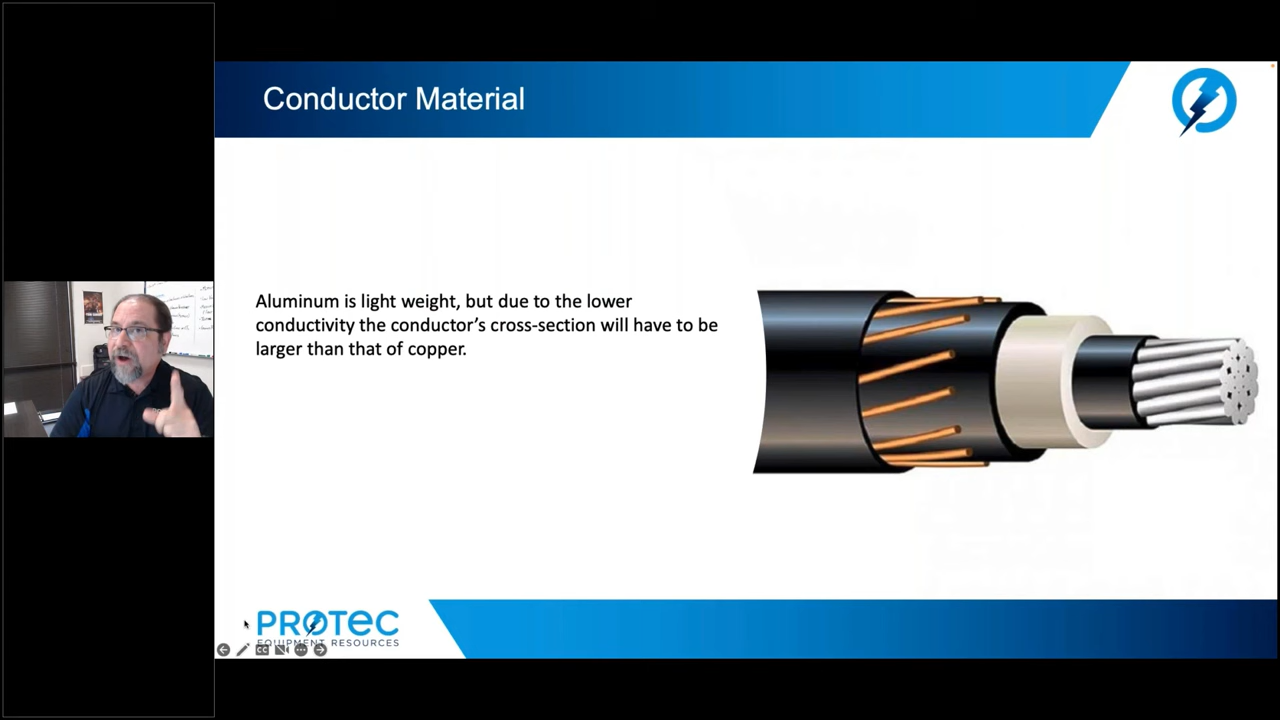 Conductor Material
Aluminum is light weight, but due to the lower
conductivity the conductor’s cross-section will have to be
larger than that of copper.
PROTEC
EQUIPMENT RESOURCES
CC